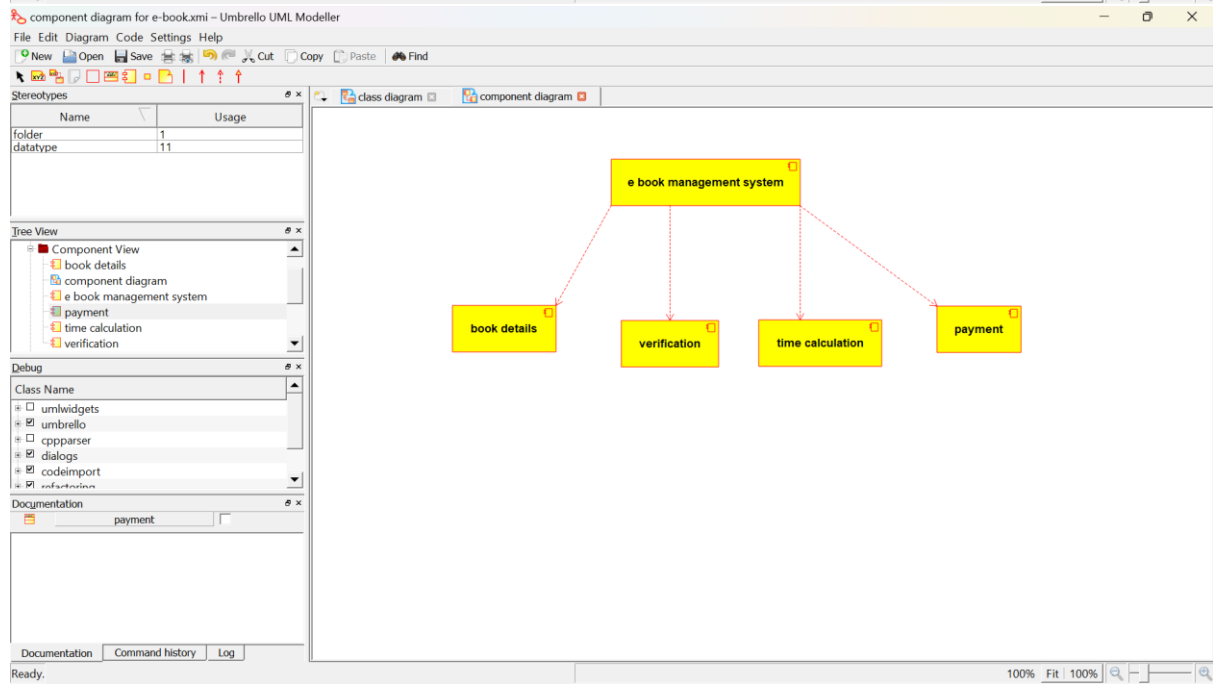 component diagram for e-book.xmi – Umbrello UML Modeller
File Edit Diagram Code Settings Help
New Open Save Cut Copy Paste Find
Stereotypes
Name Usage
folder 1
datatype 11
Tree View
Component View
book details
component diagram
e book management system
payment
time calculation
verification
Debug
Class Name
umlwidgets
umbrello
cppparser
dialogs
codeimport
refactoring
Documentation
payment
Documentation Command history Log
Ready.
class diagram component diagram
e book management system
book details
verification
time calculation
payment
100% Fit 100%